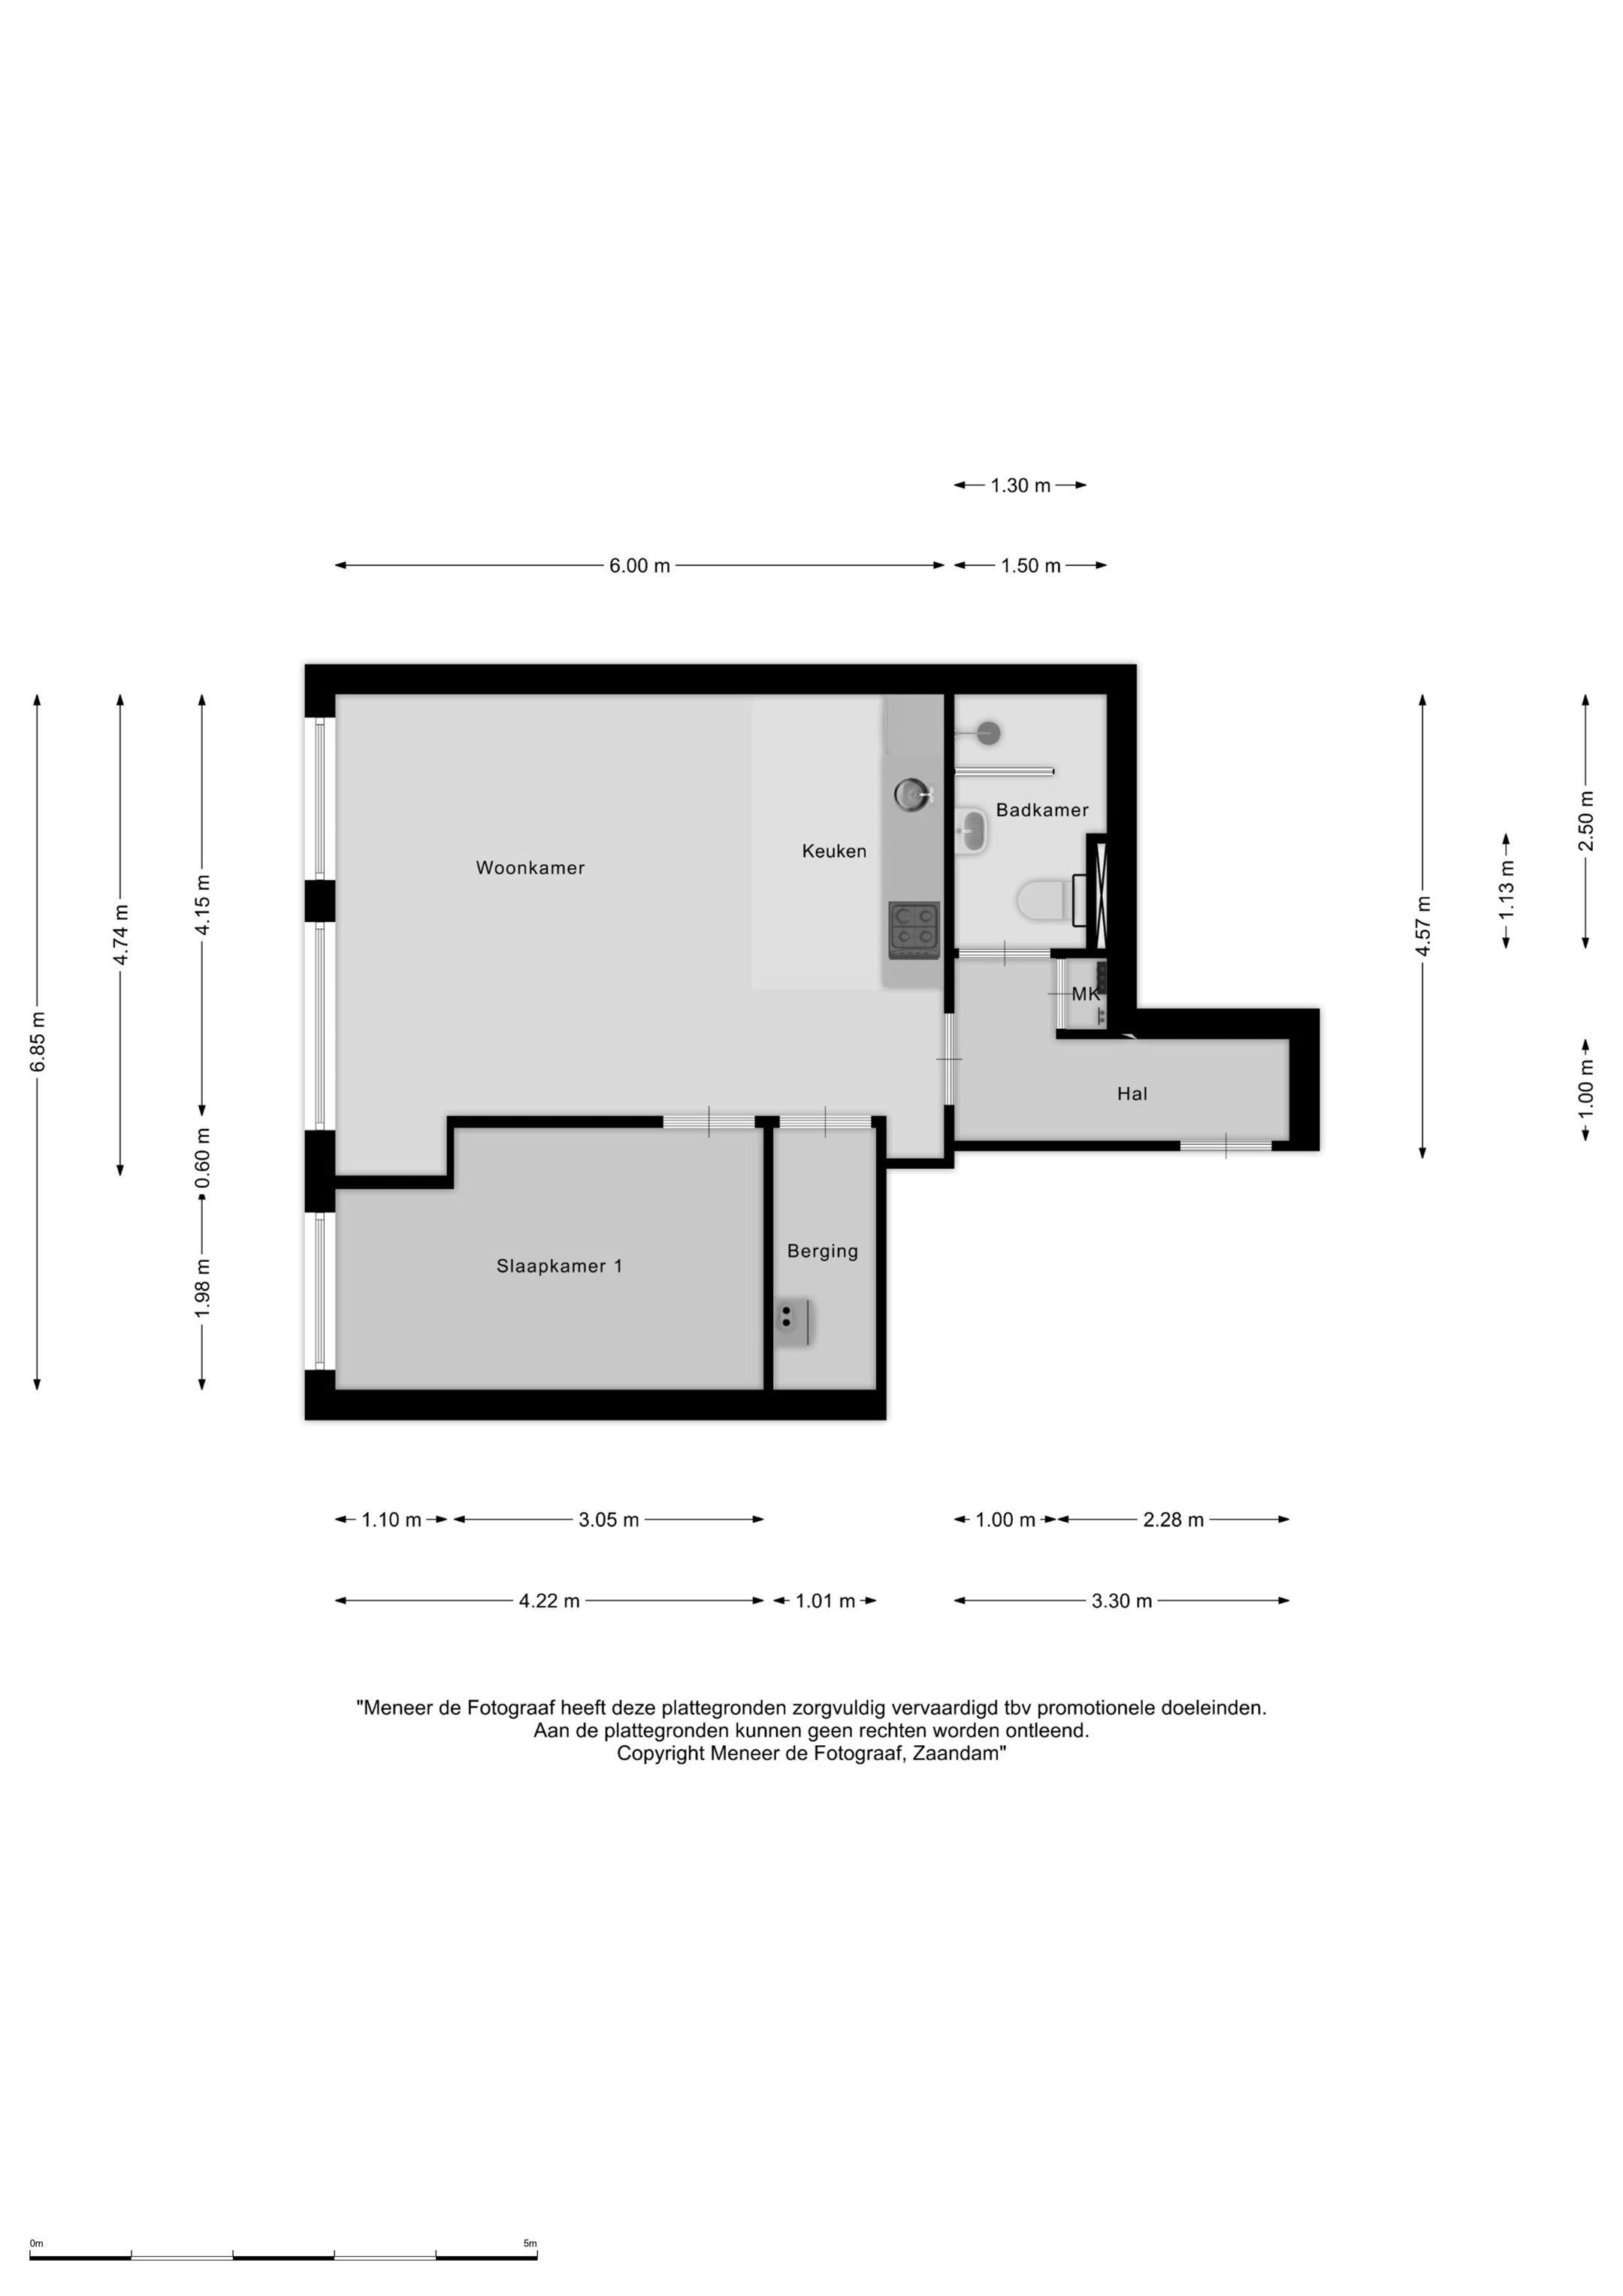 1.30 m
6.00 m
1.50 m
6.85 m
4.74 m
4.15 m
0.60 m
1.98 m
4.57 m
1.13 m
2.50 m
1.00 m
Woonkamer
Keuken
Badkamer
MK
Hal
Slaapkamer 1
Berging
1.10 m
3.05 m
1.00 m
2.28 m
4.22 m
1.01 m
3.30 m
"Meneer de Fotograaf heeft deze plattegronden zorgvuldig vervaardigd tbv promotionele doeleinden.
Aan de plattegronden kunnen geen rechten worden ontleend.
Copyright Meneer de Fotograaf, Zaandam"
0m
5m